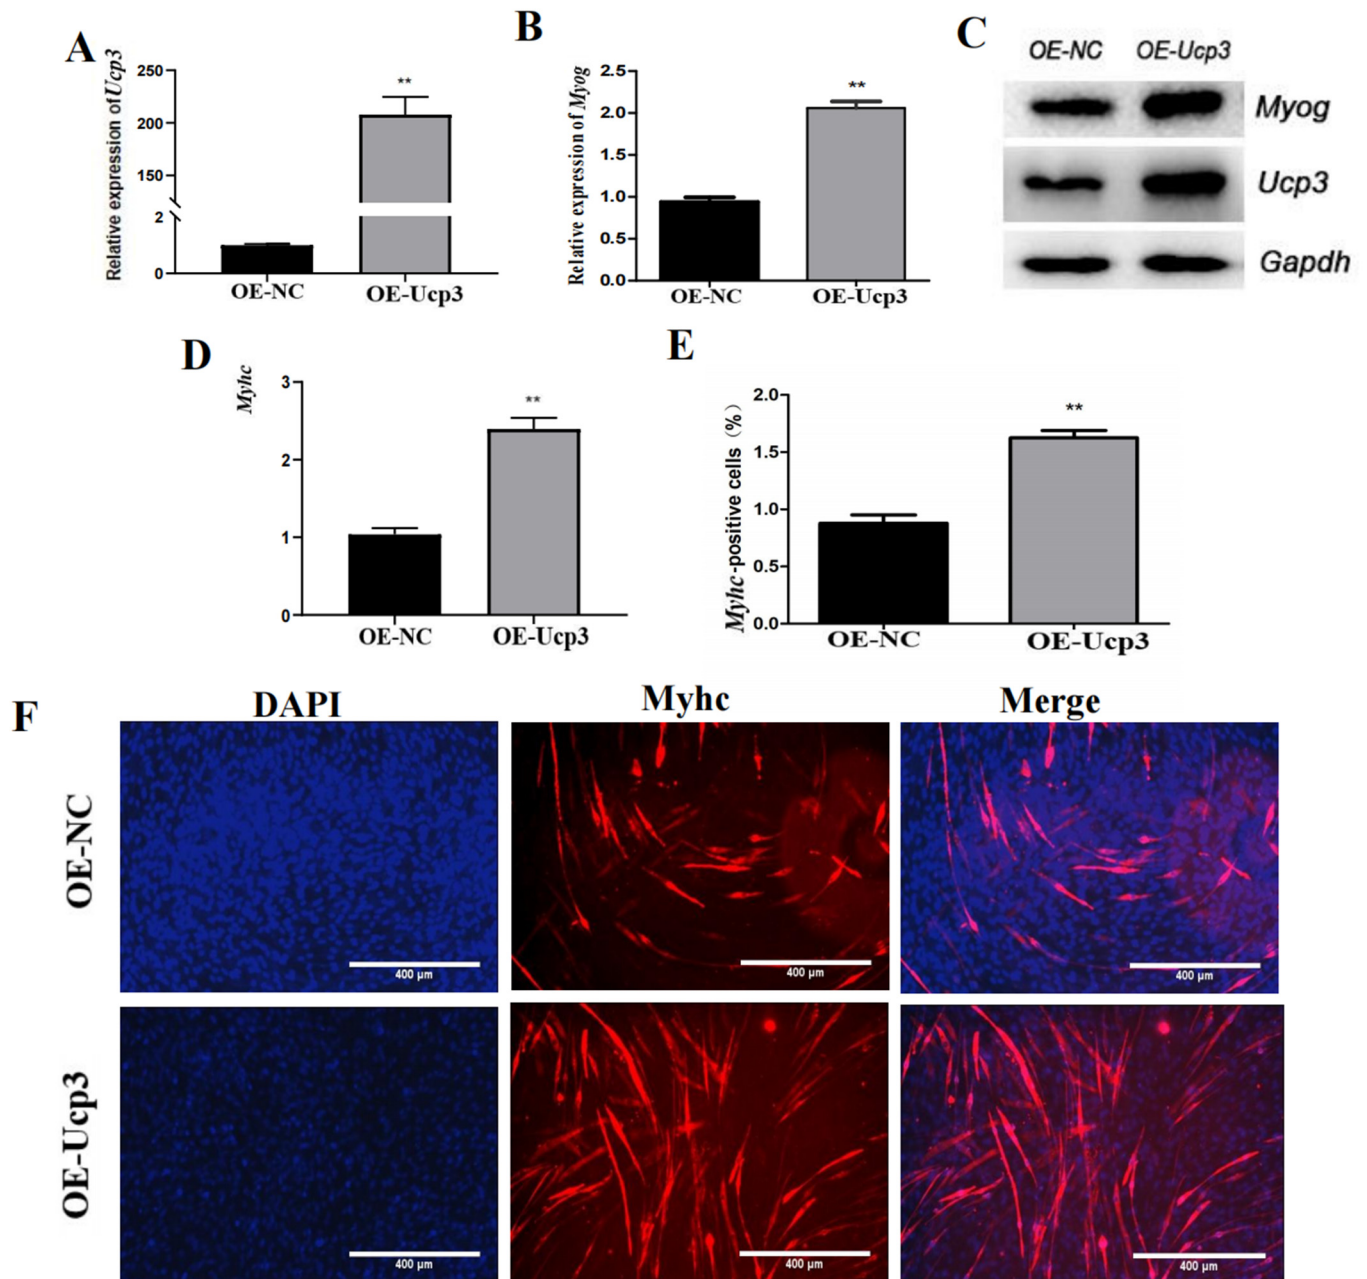 A
Relative expression of Ucp3
250
200
150
2
0
**
OE-NC
OE-Ucp3
B
Relative expression of Myog
2.5
2.0
1.5
1.0
0.5
0.0
**
OE-NC
OE-Ucp3
C
OE-NC OE-Ucp3
Myog
Ucp3
Gapdh
D
Myhc
3
2
1
0
**
OE-NC
OE-Ucp3
E
Myhc-positive cells (%)
2.0
1.5
1.0
0.5
0.0
**
OE-NC
OE-Ucp3
F
DAPI
Myhc
Merge
OE-NC
400 μm
400 μm
400 μm
OE-Ucp3
400 μm
400 μm
400 μm